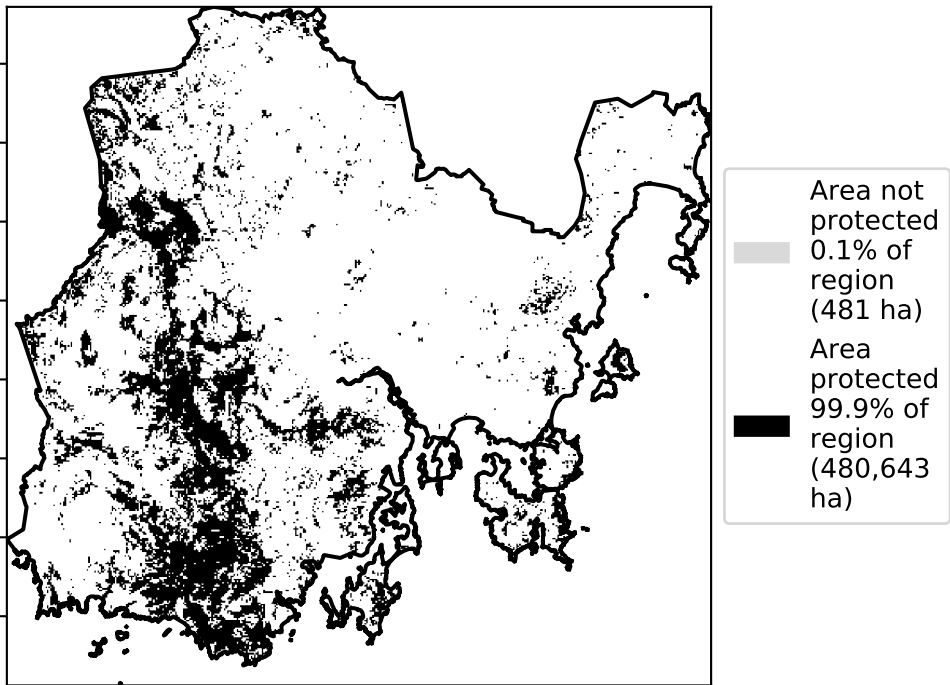 Area not
protected
0.1% of
region
(481 ha)
Area
protected
99.9% of
region
(480,643
ha)